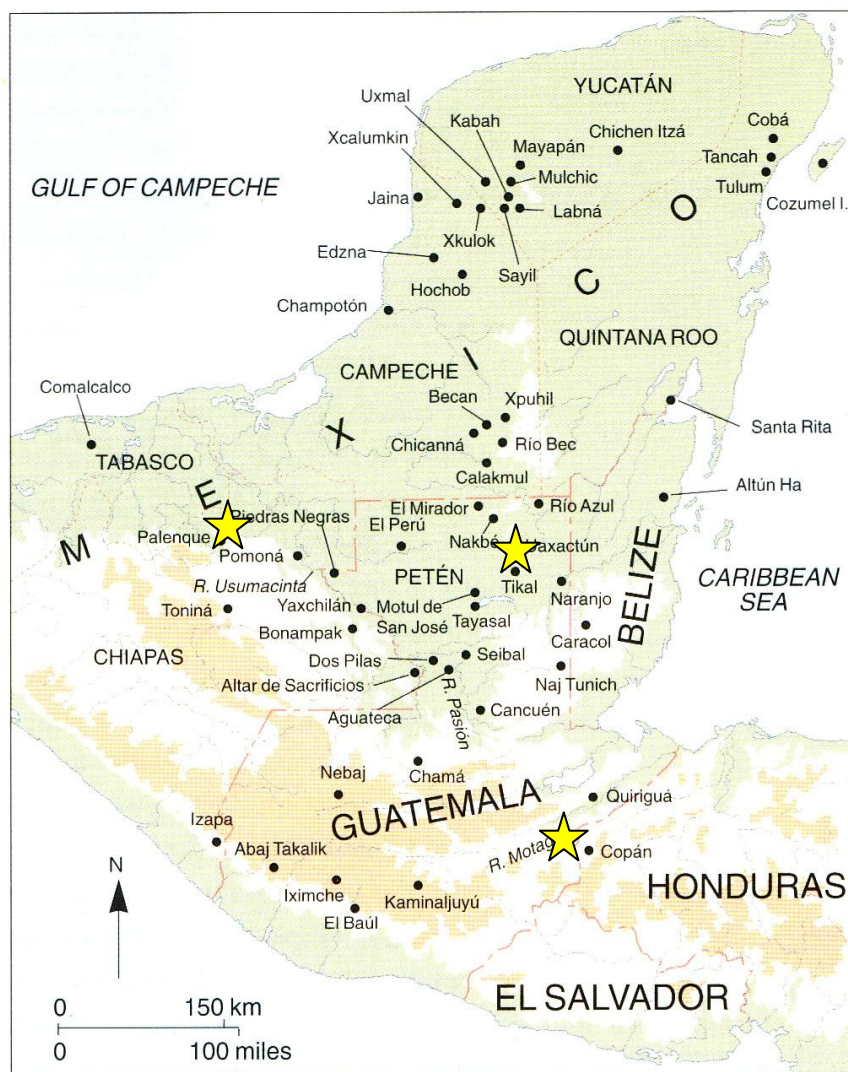 YUCATÁN
Uxmal
Kabah
Cobá
Xcalumkin
Mayapán
Chichen Itzá
Tancah
GULF OF CAMPECHE
Jaina
Mulchic
Tulum
Cozumel I.
Labná
Xkulok
Edzna
Sayil
Hochob
Champotón
MEXICO
QUINTANA ROO
CAMPECHE
Comalcalco
Becan
Xpuhil
Santa Rita
Chicanná
Río Bec
TABASCO
Calakmul
Altún Ha
Piedras Negras
El Mirador
Río Azul
El Perú
Palenque
Nakbé
Uaxactún
Pomoná
PETÉN
CARIBBEAN
SEA
R. Usumacinta
Tikal
BELIZE
Toniná
Yaxchilán
Motul de
San José
Naranjo
Tayasal
Bonampak
Caracol
CHIAPAS
Dos Pilas
Seibal
Altar de Sacrificios
Naj Tunich
Aguateca
R. Pasión
Cancuén
Chamá
Nebaj
GUATEMALA
Quiriguá
Izapa
R. Motag
Abaj Takalik
Copán
N
Iximche
Kaminaljuyú
HONDURAS
El Baúl
EL SALVADOR
0 150 km
0 100 miles